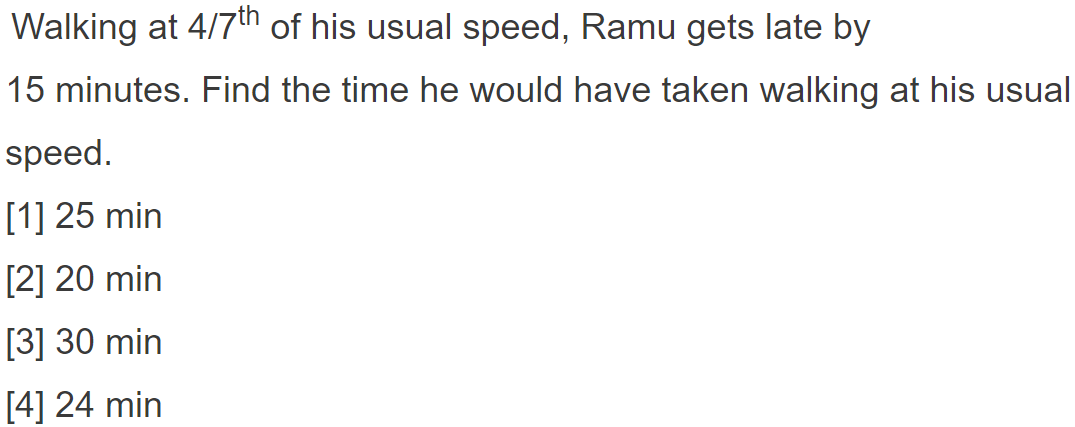 Walking at 4/7th of his usual speed, Ramu gets late by
15 minutes. Find the time he would have taken walking at his usual
speed.
[1] 25 min
[2] 20 min
[3] 30 min
[4] 24 min